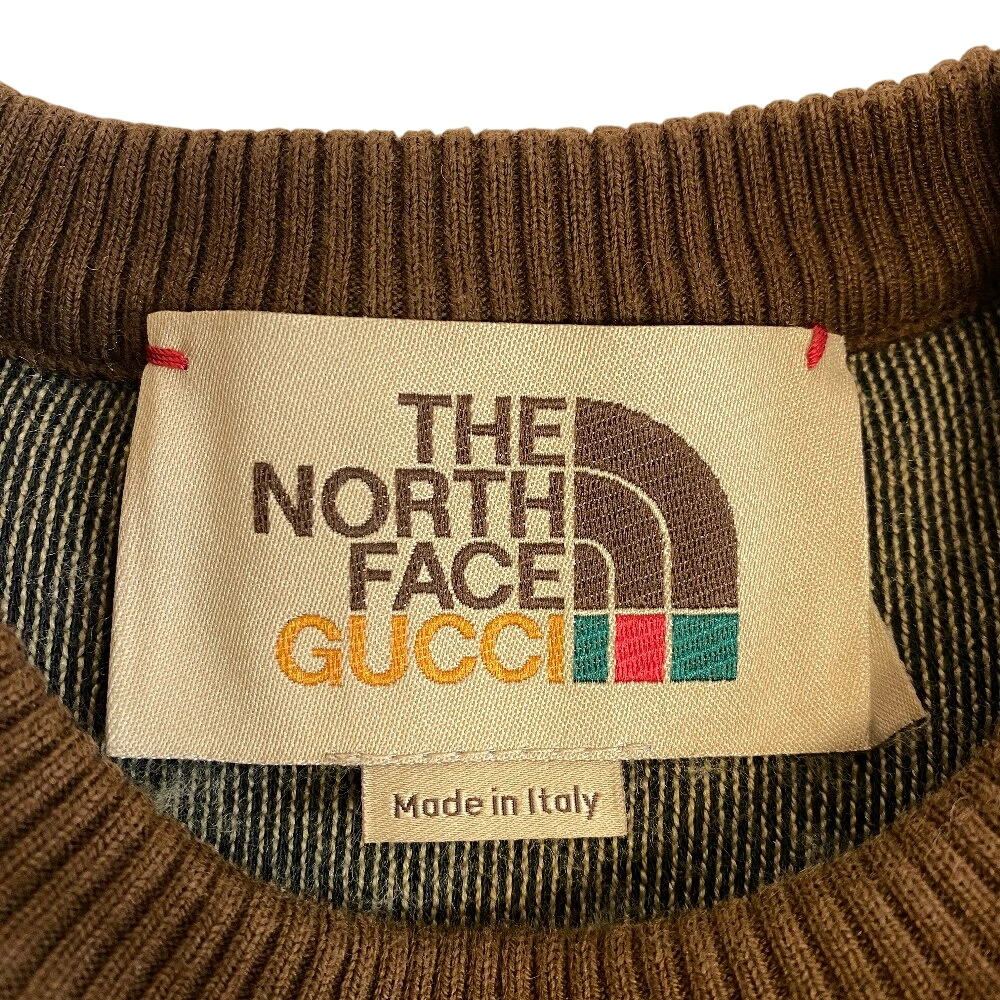 THE
NORTH
FACE
GUCCI
Made in Italy